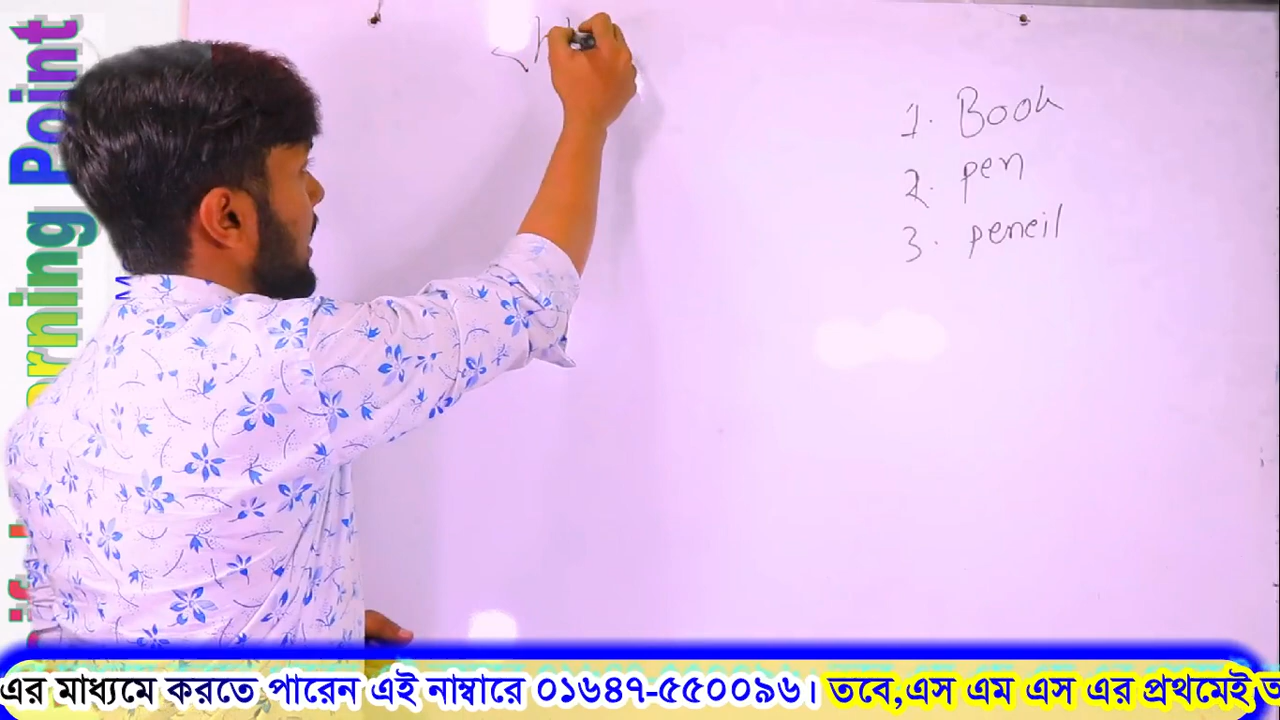 Point
1. Book
2. pen
3. pencil
এর মাধ্যমে করতে পারেন এই নাম্বারে ০১৬৪৭-৫৫০০৯৬। তবে,এস এম এস এর প্রথমেই